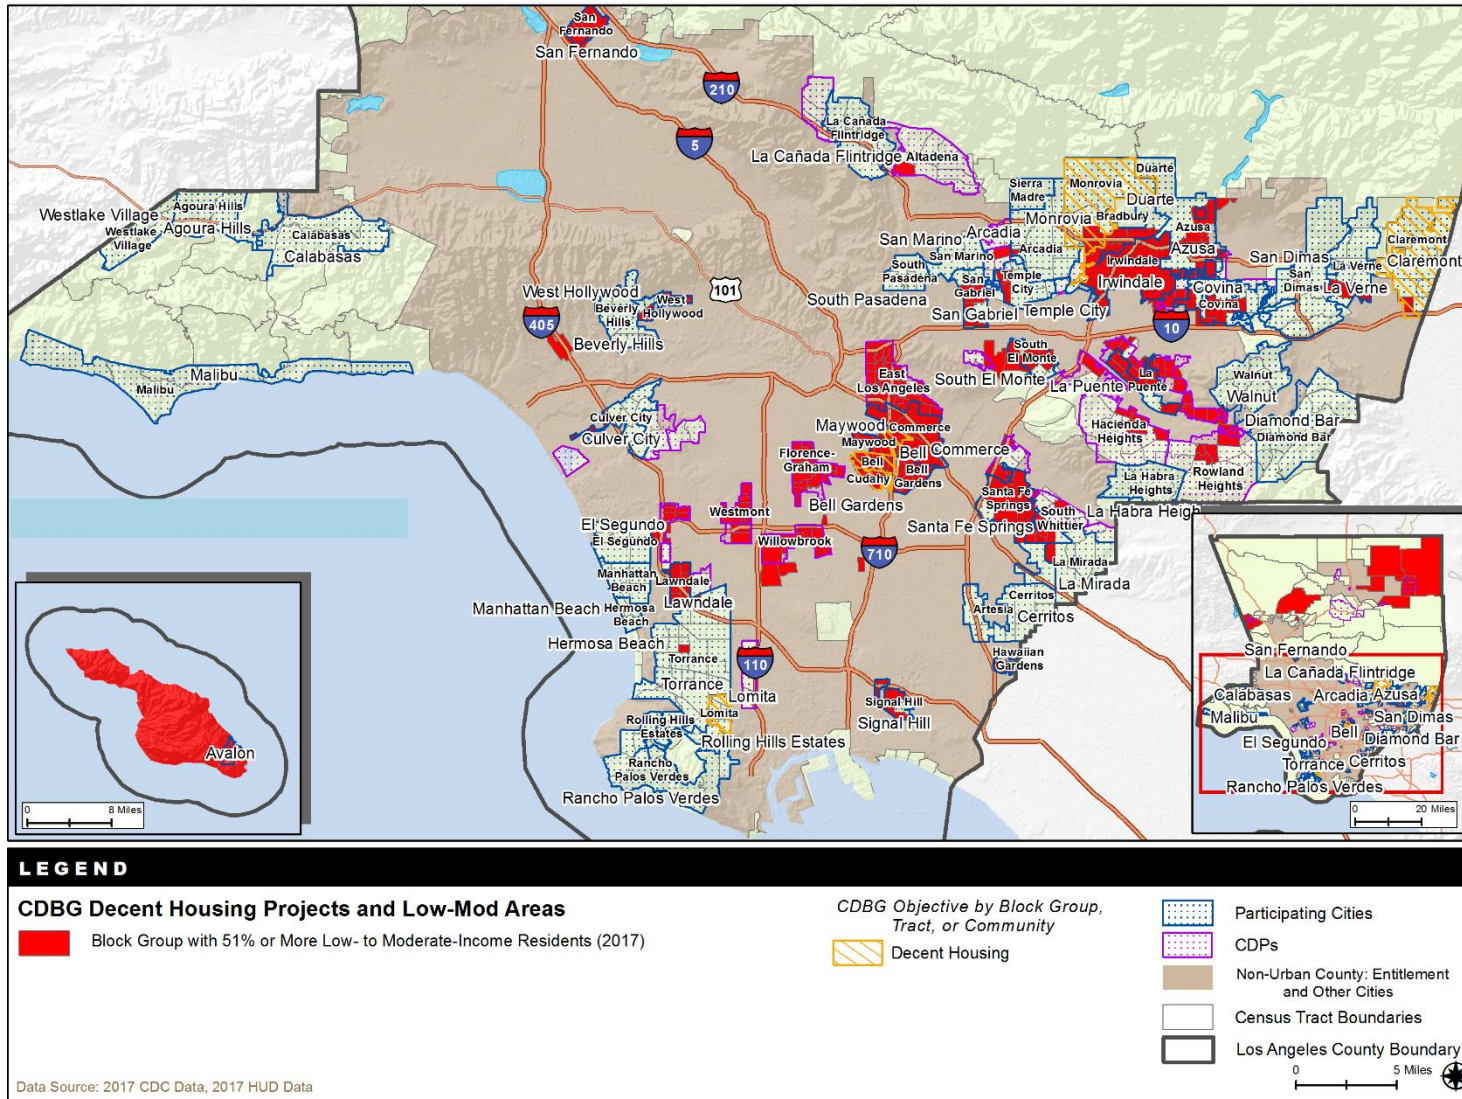 San
Fernando
San Fernando
210
5
La Cañada
Flintridge
La Cañada Flintridge
Altadena
Duarte
Sierra
Madre
Monrovia
Duarte
Monrovia
Bradbury
Arcadia
Arcadia
Azusa
Azusa
San Marino
San Marino
South
Pasadena
South Pasadena
San
Gabriel
San Gabriel
Temple
City
Temple City
Irwindale
Irwindale
Covina
Covina
San Dimas
San
Dimas
La Verne
La Verne
Claremont
Claremont
10
Agoura Hills
Westlake Village
Westlake
Village
Agoura Hills
Calabasas
Calabasas
101
West Hollywood
Beverly
Hills
West
Hollywood
405
Beverly Hills
Malibu
Malibu
South
El Monte
South El Monte
East
Los Angeles
La Puente
La
Puente
Walnut
Walnut
Diamond Bar
Diamond Bar
Hacienda
Heights
Rowland
Heights
La Habra
Heights
La Habra Heigh
Culver City
Culver City
Maywood
Maywood
Commerce
Commerce
Bell
Bell
Cudahy
Bell
Gardens
Bell Gardens
Florence-
Graham
Westmont
Willowbrook
Santa Fe
Springs
Santa Fe Springs
South
Whittier
La Mirada
La Mirada
710
El Segundo
El Segundo
Manhattan
Beach
Manhattan Beach
Lawndale
Lawndale
Hermosa
Beach
Hermosa Beach
Cerritos
Artesia
Cerritos
Hawaiian
Gardens
Torrance
Torrance
110
Lomita
Lomita
Signal Hill
Signal Hill
Rolling Hills
Estates
Rolling Hills Estates
Rancho
Palos Verdes
Rancho Palos Verdes
Avalon
0 8 Miles
San Fernando
La Cañada Flintridge
Calabasas
Arcadia
Azusa
Malibu
San Dimas
Bell
Diamond Bar
El Segundo
Torrance
Cerritos
Rancho Palos Verdes
0 20 Miles
LEGEND
CDBG Decent Housing Projects and Low-Mod Areas
Block Group with 51% or More Low- to Moderate-Income Residents (2017)
CDBG Objective by Block Group,
Tract, or Community
Decent Housing
Participating Cities
CDPs
Non-Urban County: Entitlement
and Other Cities
Census Tract Boundaries
Los Angeles County Boundary
0 5 Miles
Data Source: 2017 CDC Data, 2017 HUD Data